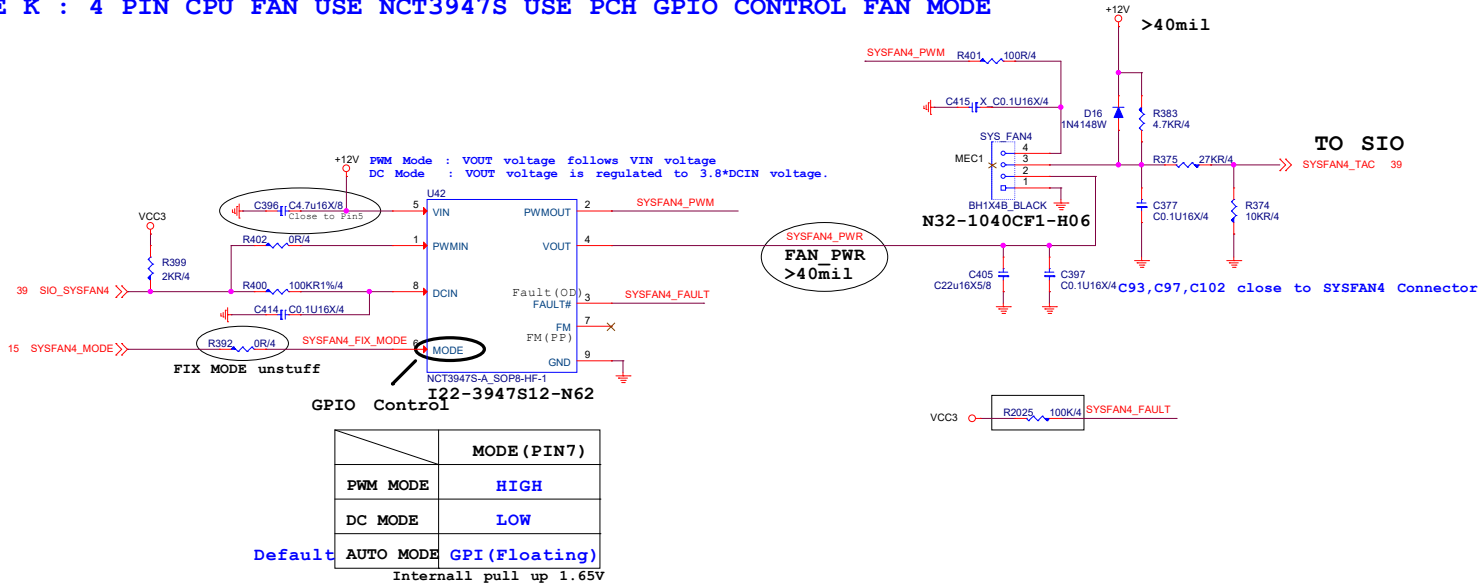 E K : 4 PIN CPU FAN USE NCT3947S USE PCH GPIO CONTROL FAN MODE
+12V
>40mil
SYSFAN4_PWM
R401
100R/4
C415
X_C0.1U16X/4
D16
1N4148W
R383
4.7KR/4
SYS_FAN4
MEC1
4
3
2
1
BH1X4B_BLACK
N32-1040CF1-H06
R375
27KR/4
TO SIO
SYSFAN4_TAC 39
C377
C0.1U16X/4
R374
10KR/4
+12V
PWM Mode : VOUT voltage follows VIN voltage
DC Mode : VOUT voltage is regulated to 3.8*DCIN voltage.
U42
C396
C4.7u16X/8
Close to Pin5
5
VIN
PWMOUT
2
SYSFAN4_PWM
VCC3
R402
0R/4
1
PWMIN
VOUT
4
SYSFAN4_PWR
FAN_PWR
>40mil
R399
2KR/4
C405
C22u16X5/8
C397
C0.1U16X/4
C93,C97,C102 close to SYSFAN4 Connector
39 SIO_SYSFAN4
R400
100KR1%/4
8
DCIN
Fault(OD)
FAULT#
3
SYSFAN4_FAULT
C414
C0.1U16X/4
FM
7
FM(PP)
15 SYSFAN4_MODE
R392
0R/4
SYSFAN4_FIX_MODE
6
MODE
GND
9
FIX MODE unstuff
NCT3947S-A_SOP8-HF-1
I22-3947S12-N62
GPIO Control
VCC3
R2025
100K/4
SYSFAN4_FAULT
MODE(PIN7)
PWM MODE HIGH
DC MODE LOW
Default AUTO MODE GPI(Floating)
Internall pull up 1.65V